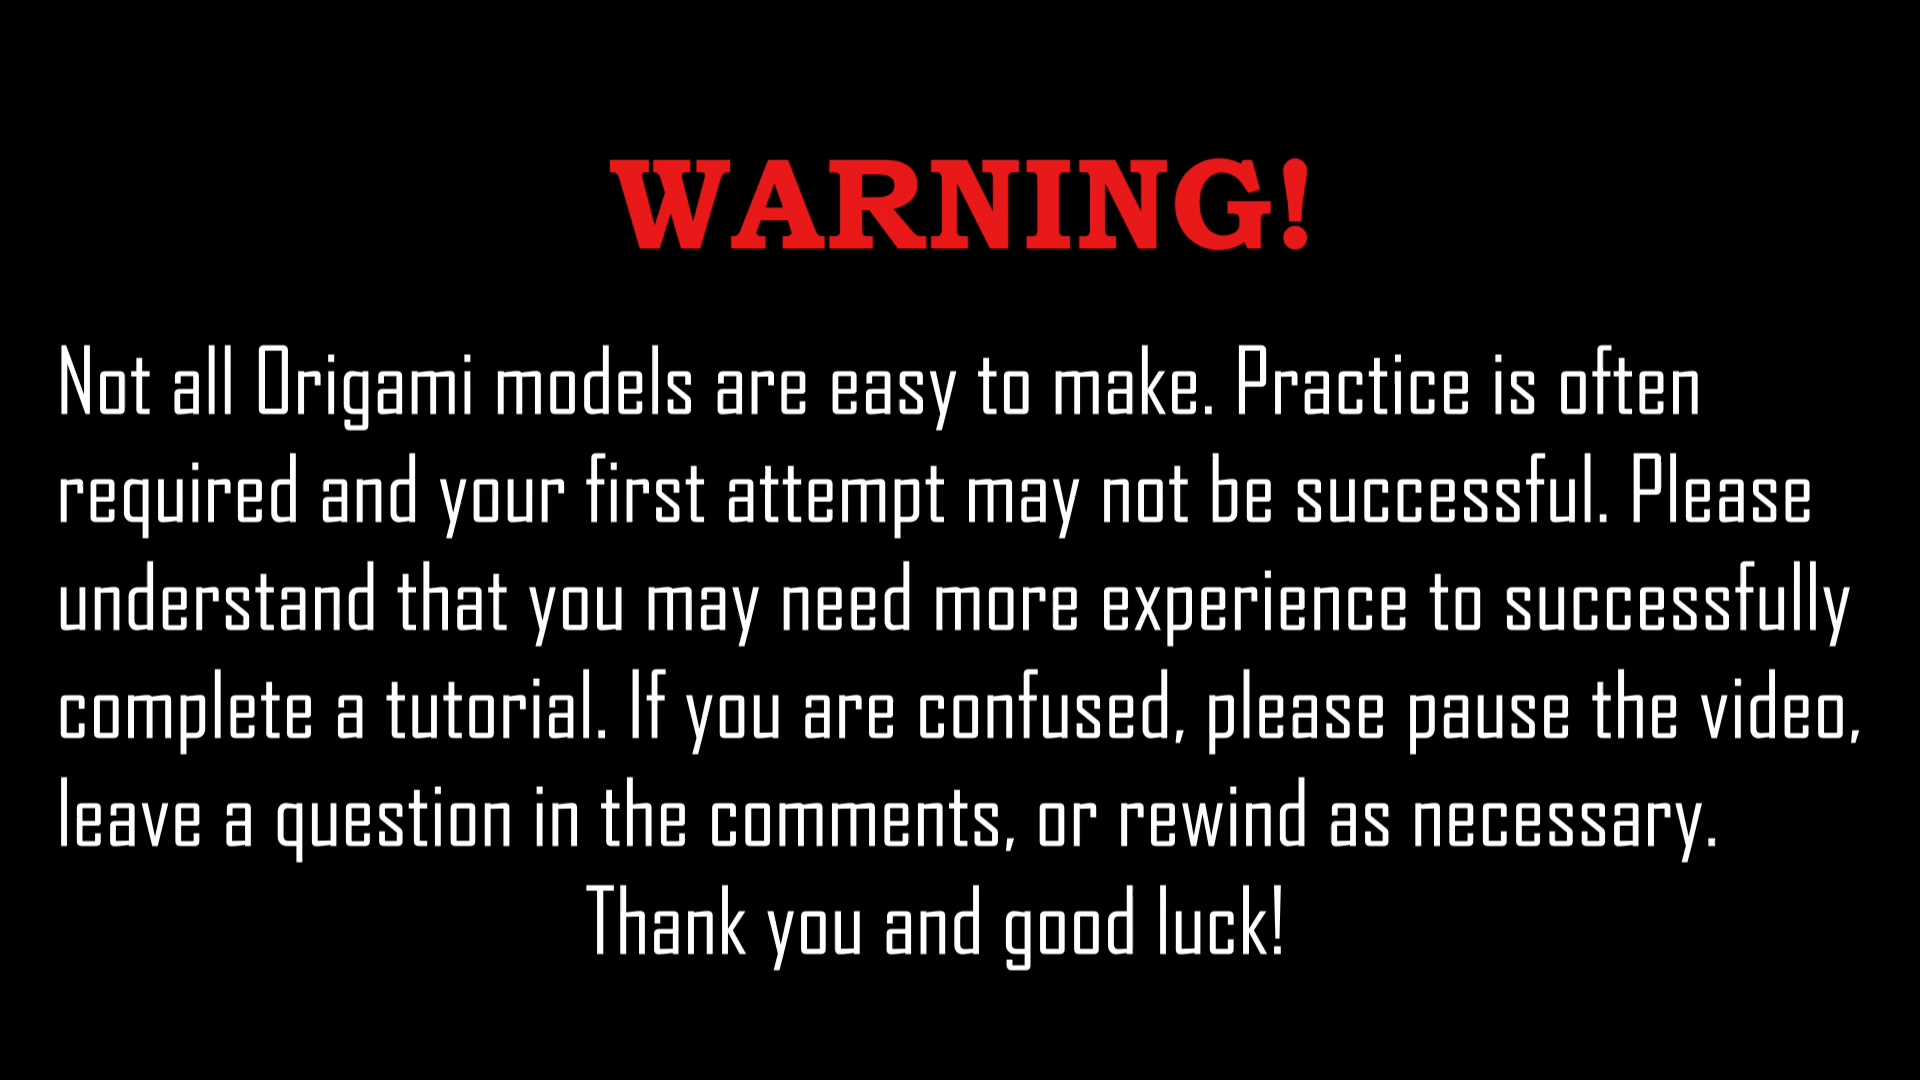 WARNING!
Not all Origami models are easy to make. Practice is often
required and your first attempt may not be successful. Please
understand that you may need more experience to successfully
complete a tutorial. If you are confused, please pause the video,
leave a question in the comments, or rewind as necessary.
Thank you and good luck!